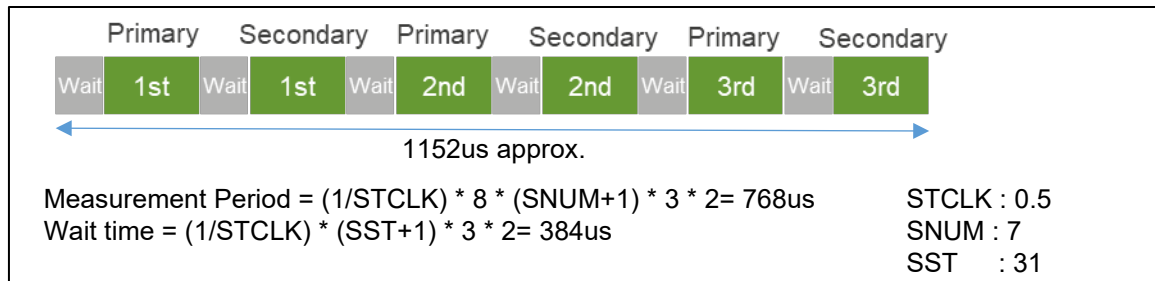 Primary Secondary Primary Secondary Primary Secondary
Wait 1st Wait 1st Wait 2nd Wait 2nd Wait 3rd Wait 3rd
1152us approx.
Measurement Period = (1/STCLK) * 8 * (SNUM+1) * 3 * 2= 768us STCLK : 0.5
Wait time = (1/STCLK) * (SST+1) * 3 * 2= 384us SNUM : 7
SST : 31